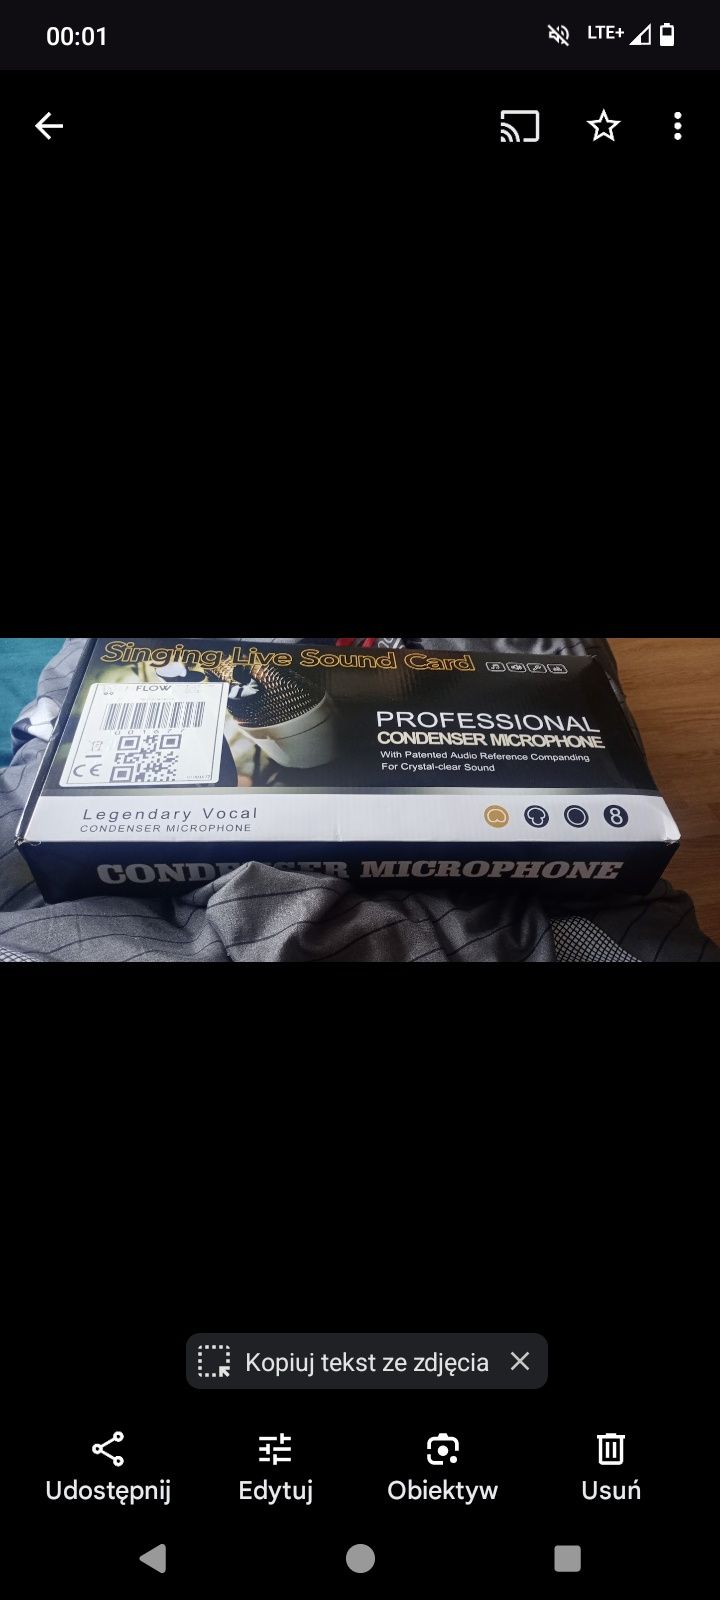 00:01
LTE+
Singing Live Sound Card
FLOW
PROFESSIONAL
CONDENSER MICROPHONE
With Patented Audio Reference Companding
For Crystal-clear Sound
CE
Legendary Vocal
CONDENSER MICROPHONE
8
CONDENSER MICROPHONE
Kopiuj tekst ze zdjęcia
Udostępnij
Edytuj
Obiektyw
Usuń